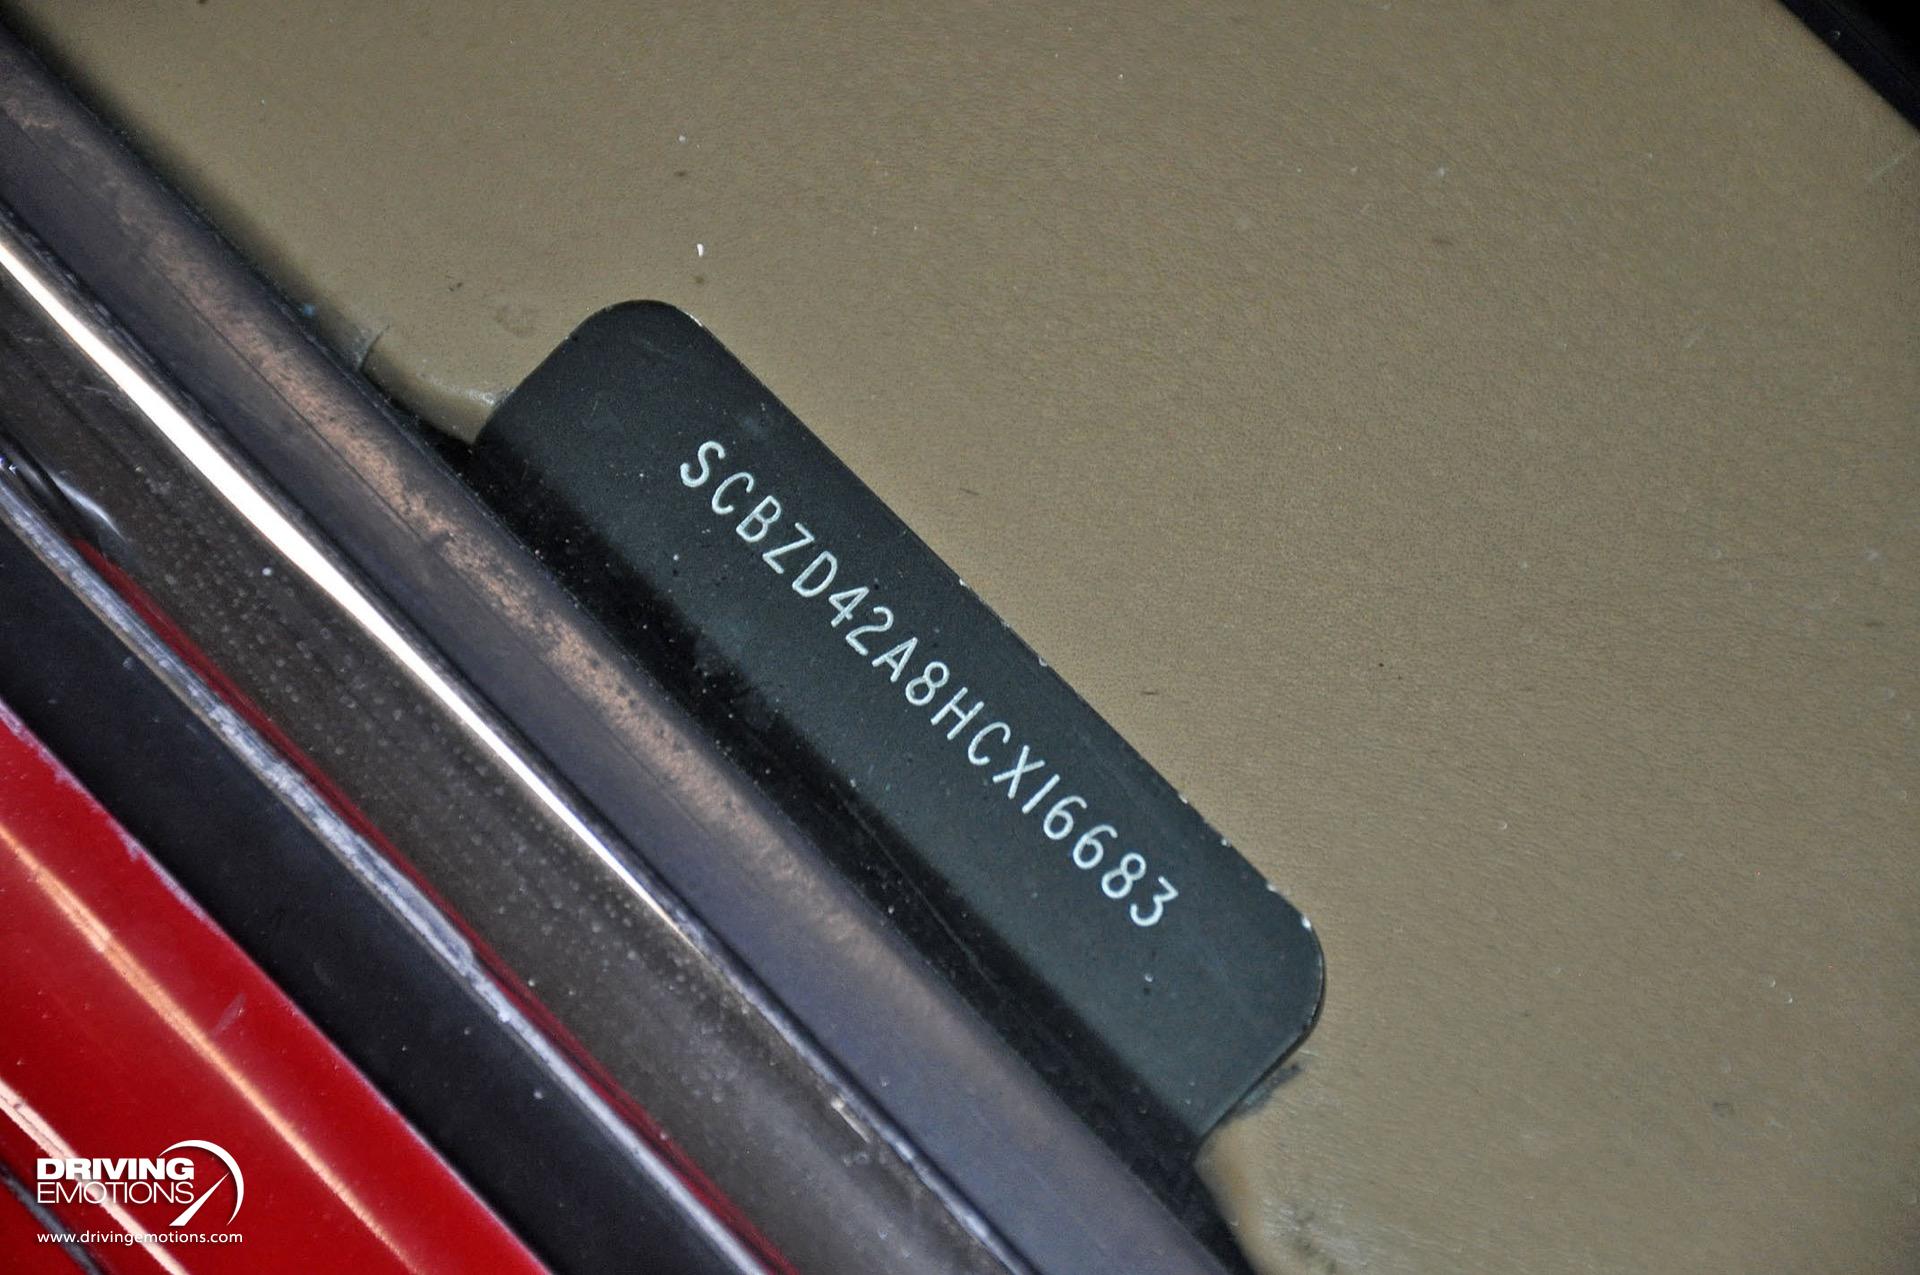 SCBZD42A8HCX16683
DRIVING
EMOTIONS
www.drivingemotions.com